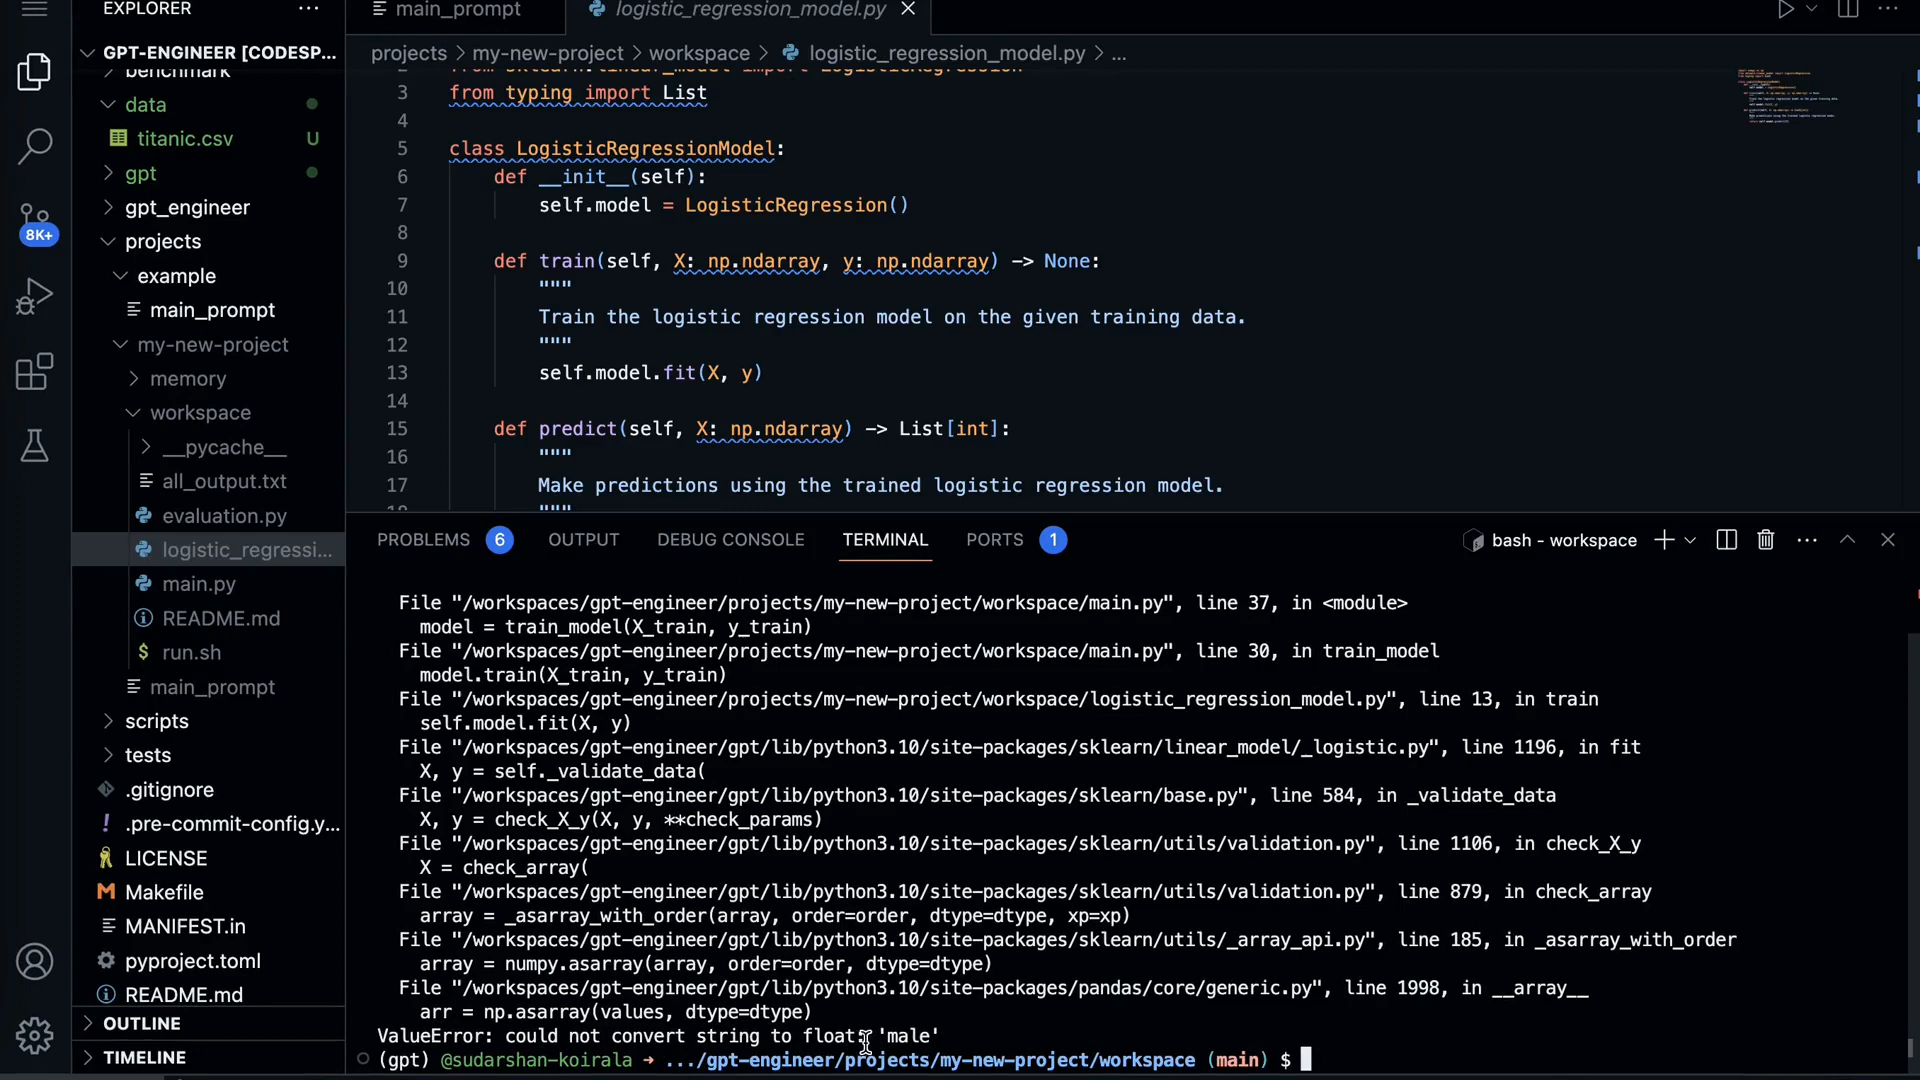 EXPLORER
GPT-ENGINEER [CODESP...
benchmark
data
titanic.csv U
gpt
gpt_engineer
projects
example
main_prompt
my-new-project
memory
workspace
__pycache__
all_output.txt
evaluation.py
logistic_regressi...
main.py
README.md
run.sh
main_prompt
scripts
tests
.gitignore
.pre-commit-config.y...
LICENSE
Makefile
MANIFEST.in
pyproject.toml
README.md
OUTLINE
TIMELINE
8K+
main_prompt
logistic_regression_model.py
projects > my-new-project > workspace > logistic_regression_model.py > ...
2 from sklearn.linear_model import LogisticRegression
3 from typing import List
4
5 class LogisticRegressionModel:
6 def __init__(self):
7 self.model = LogisticRegression()
8
9 def train(self, X: np.ndarray, y: np.ndarray) -> None:
10 """
11 Train the logistic regression model on the given training data.
12 """
13 self.model.fit(X, y)
14
15 def predict(self, X: np.ndarray) -> List[int]:
16 """
17 Make predictions using the trained logistic regression model.
18 """
PROBLEMS 6 OUTPUT DEBUG CONSOLE TERMINAL PORTS 1 bash - workspace
File "/workspaces/gpt-engineer/projects/my-new-project/workspace/main.py", line 37, in <module>
model = train_model(X_train, y_train)
File "/workspaces/gpt-engineer/projects/my-new-project/workspace/main.py", line 30, in train_model
model.train(X_train, y_train)
File "/workspaces/gpt-engineer/projects/my-new-project/workspace/logistic_regression_model.py", line 13, in train
self.model.fit(X, y)
File "/workspaces/gpt-engineer/gpt/lib/python3.10/site-packages/sklearn/linear_model/_logistic.py", line 1196, in fit
X, y = self._validate_data(
File "/workspaces/gpt-engineer/gpt/lib/python3.10/site-packages/sklearn/base.py", line 584, in _validate_data
X, y = check_X_y(X, y, **check_params)
File "/workspaces/gpt-engineer/gpt/lib/python3.10/site-packages/sklearn/utils/validation.py", line 1106, in check_X_y
X = check_array(
File "/workspaces/gpt-engineer/gpt/lib/python3.10/site-packages/sklearn/utils/validation.py", line 879, in check_array
array = _asarray_with_order(array, order=order, dtype=dtype, xp=xp)
File "/workspaces/gpt-engineer/gpt/lib/python3.10/site-packages/sklearn/utils/_array_api.py", line 185, in _asarray_with_order
array = numpy.asarray(array, order=order, dtype=dtype)
File "/workspaces/gpt-engineer/gpt/lib/python3.10/site-packages/pandas/core/generic.py", line 1998, in __array__
arr = np.asarray(values, dtype=dtype)
ValueError: could not convert string to float: 'male'
(gpt) @sudarshan-koirala → .../gpt-engineer/projects/my-new-project/workspace (main) $